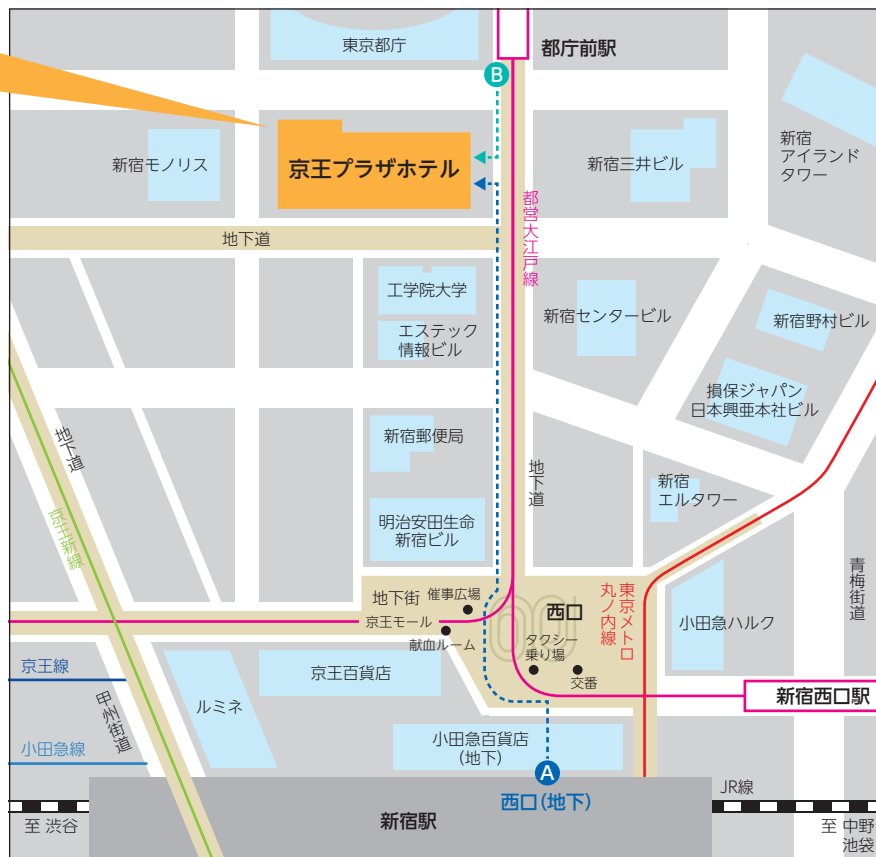 東京都庁
都庁前駅
B
新宿モノリス
京王プラザホテル
新宿三井ビル
新宿
アイランド
タワー
都営大江戸線
地下道
工学院大学
エステック
情報ビル
新宿センタービル
新宿野村ビル
損保ジャパン
日本興亜本社ビル
地下道
京王新線
新宿郵便局
明治安田生命
新宿ビル
地下道
新宿
エルタワー
青梅街道
地下街
催事広場
京王モール
献血ルーム
西口
タクシー
乗り場
交番
東京メトロ
丸ノ内線
小田急ハルク
京王線
甲州街道
小田急線
ルミネ
京王百貨店
新宿西口駅
小田急百貨店
(地下)
A
西口(地下)
新宿駅
JR線
至 渋谷
至 中野
池袋